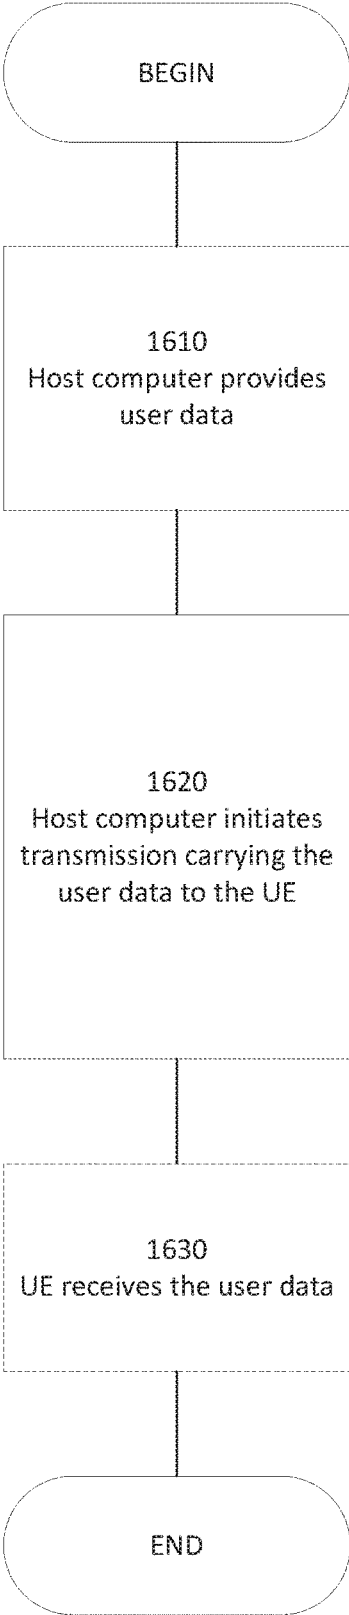 BEGIN
1610
Host computer provides
user data
1620
Host computer initiates
transmission carrying the
user data to the UE
1630
UE receives the user data
END